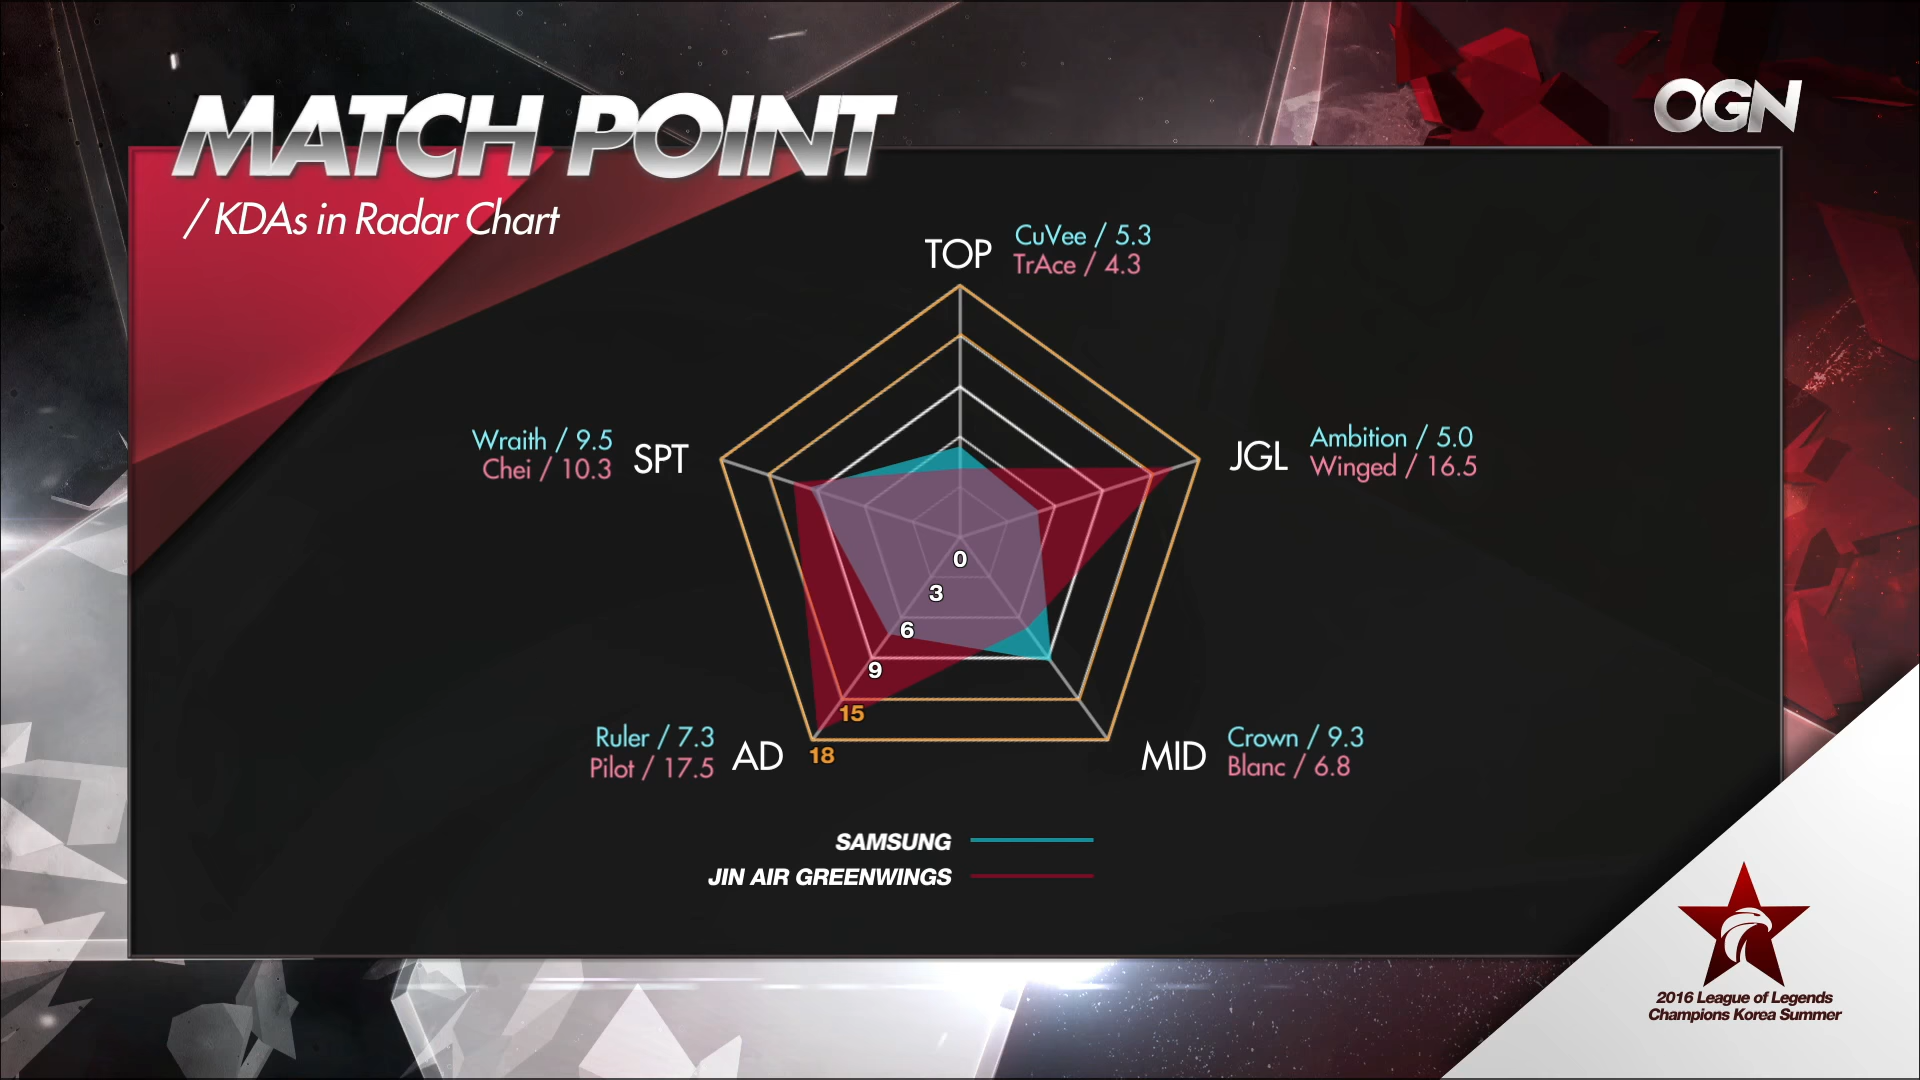 MATCH POINT
OGN
/ KDAs in Radar Chart
TOP
CuVee / 5.3
TrAce / 4.3
Wraith / 9.5
Chei / 10.3
SPT
JGL
Ambition / 5.0
Winged / 16.5
0
3
6
9
15
18
Ruler / 7.3
Pilot / 17.5
AD
MID
Crown / 9.3
Blanc / 6.8
SAMSUNG
JIN AIR GREENWINGS
2016 League of Legends
Champions Korea Summer